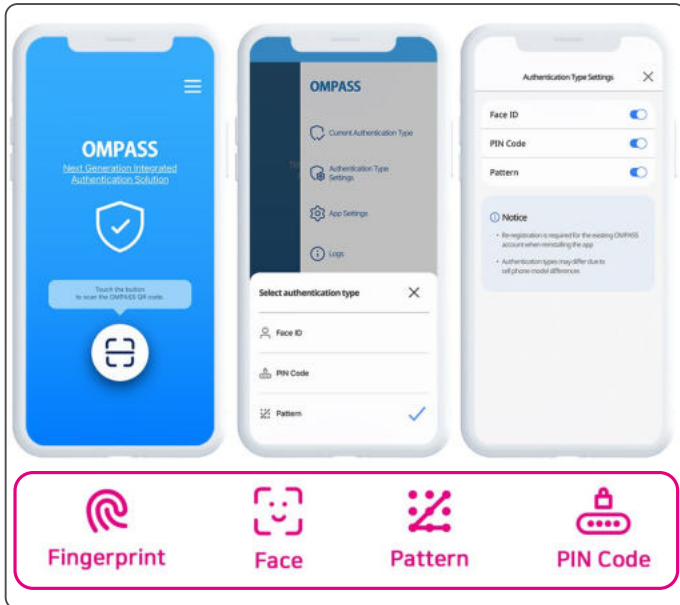 OMPASS
Next Generation Integrated
Authentication Solution
Touch the button
to scan the OMPASS QR code.
OMPASS
Current Authentication Type
Authentication Type
Settings
App Settings
Logs
Select authentication type
Face ID
PIN Code
Pattern
Authentication Type Settings
Face ID
PIN Code
Pattern
Notice
• Re-registration is required for the existing OMPASS
account when reinstalling the app
• Authentication types may differ due to
cell phone model differences
Fingerprint
Face
Pattern
PIN Code